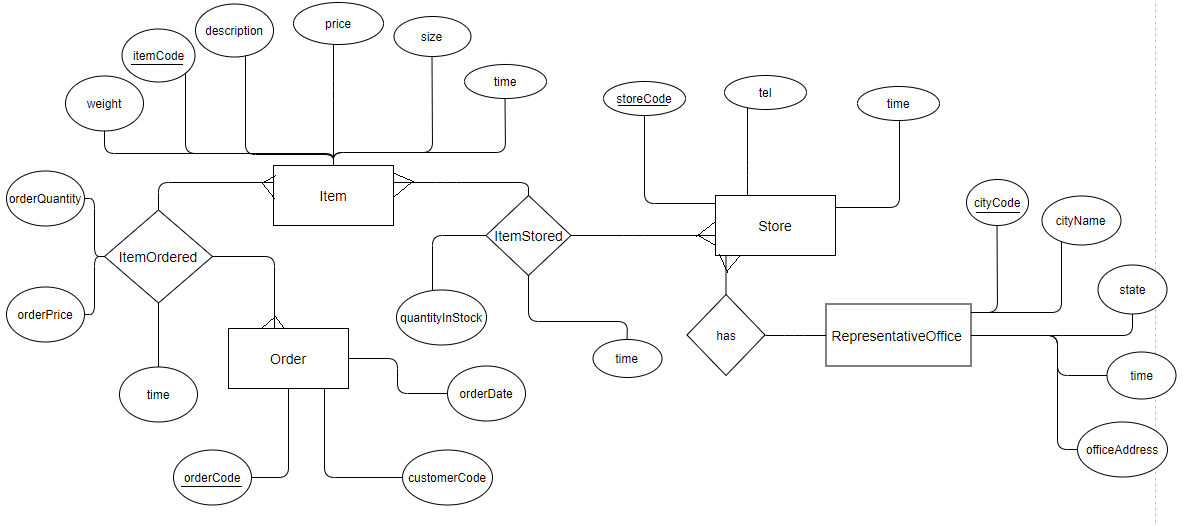 price
description
size
itemCode
time
weight
storeCode
tel
time
orderQuantity
Item
cityCode
cityName
Store
ItemOrdered
ItemStored
state
orderPrice
quantityInStock
has
RepresentativeOffice
Order
time
time
time
orderDate
officeAddress
orderCode
customerCode